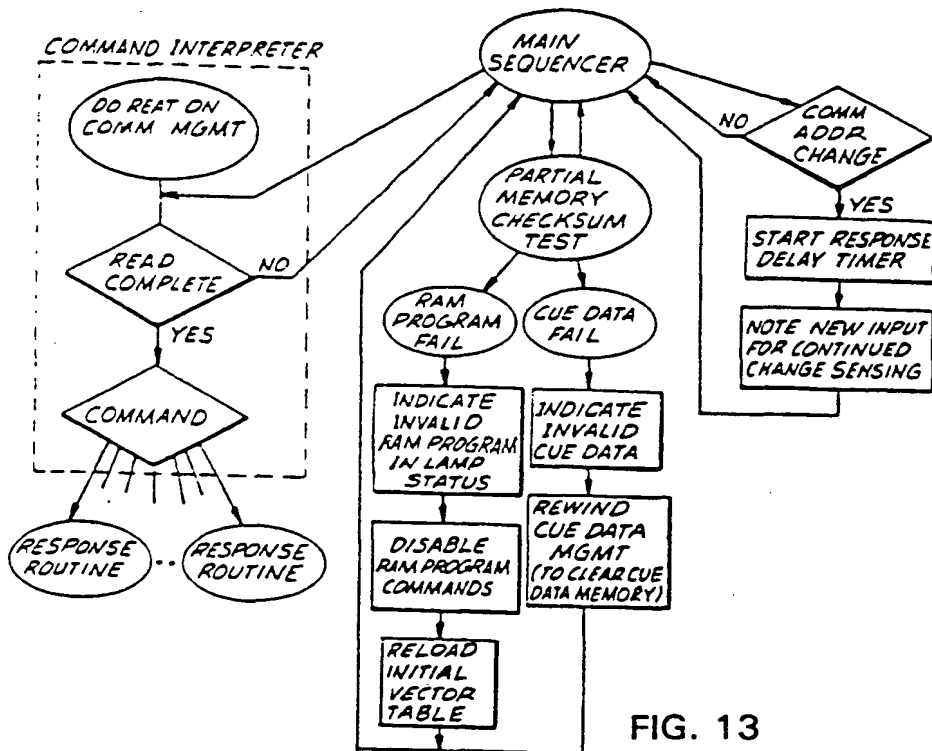 COMMAND INTERPRETER
DO REAT ON
COMM MGMT
READ
COMPLETE
NO
YES
COMMAND
RESPONSE
ROUTINE
..
RESPONSE
ROUTINE
MAIN
SEQUENCER
PARTIAL
MEMORY
CHECKSUM
TEST
RAM
PROGRAM
FAIL
INDICATE
INVALID
RAM PROGRAM
IN LAMP
STATUS
DISABLE
RAM PROGRAM
COMMANDS
RELOAD
INITIAL
VECTOR
TABLE
CUE DATA
FAIL
INDICATE
INVALID
CUE DATA
REWIND
CUE DATA
MGMT
(TO CLEAR CUE
DATA MEMORY)
NO
COMM
ADDR
CHANGE
YES
START RESPONSE
DELAY TIMER
NOTE NEW INPUT
FOR CONTINUED
CHANGE SENSING
FIG. 13